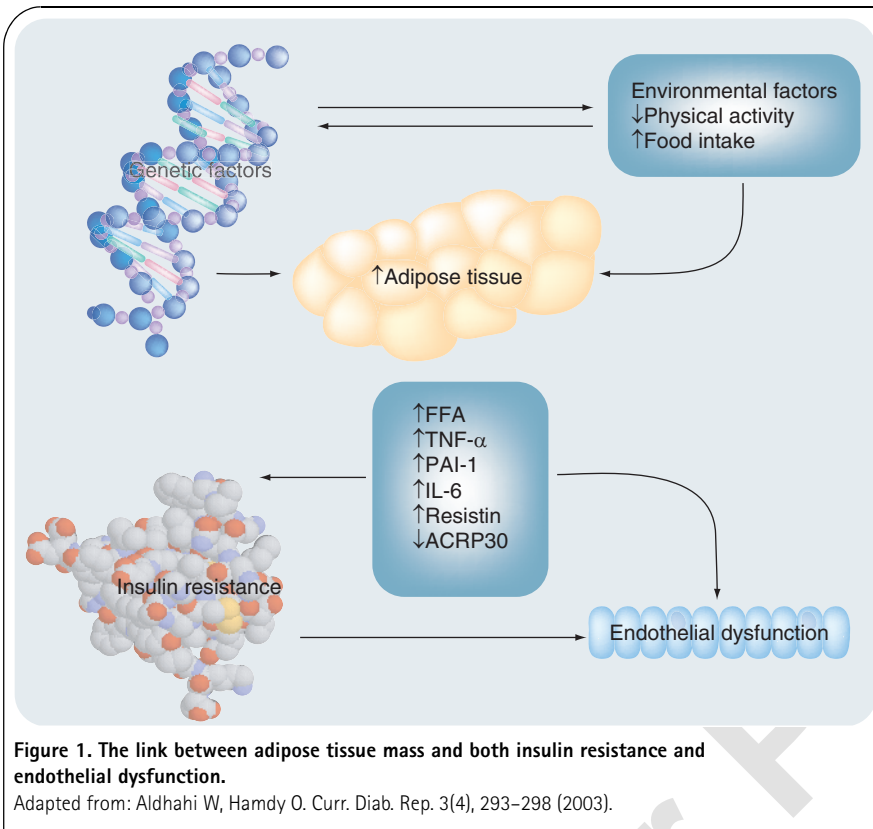 Genetic factors
Environmental factors
↓Physical activity
↑Food intake
↑Adipose tissue
↑FFA
↑TNF-α
↑PAI-1
↑IL-6
↑Resistin
↓ACRP30
Insulin resistance
Endothelial dysfunction
Figure 1. The link between adipose tissue mass and both insulin resistance and
endothelial dysfunction.
Adapted from: Aldhahi W, Hamdy O. Curr. Diab. Rep. 3(4), 293–298 (2003).